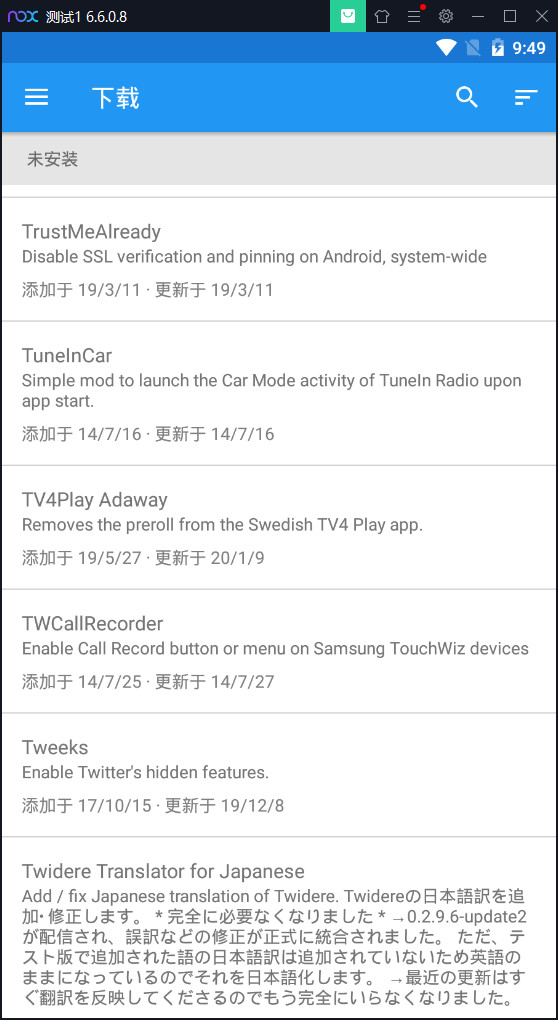 nox 测试1 6.6.0.8
9:49
下载
未安装
TrustMeAlready
Disable SSL verification and pinning on Android, system-wide
添加于 19/3/11 · 更新于 19/3/11
TuneInCar
Simple mod to launch the Car Mode activity of TuneIn Radio upon
app start.
添加于 14/7/16 · 更新于 14/7/16
TV4Play Adaway
Removes the preroll from the Swedish TV4 Play app.
添加于 19/5/27 · 更新于 20/1/9
TWCallRecorder
Enable Call Record button or menu on Samsung TouchWiz devices
添加于 14/7/25 · 更新于 14/7/27
Tweeks
Enable Twitter's hidden features.
添加于 17/10/15 · 更新于 19/12/8
Twidere Translator for Japanese
Add / fix Japanese translation of Twidere. Twidereの日本語訳を追
加・修正します。 * 完全に必要なくなりました * →0.2.9.6-update2
が配信され、誤訳などの修正が正式に統合されました。 ただ、テ
スト版で追加された語の日本語訳は追加されていないため英語の
ままになっているのでそれを日本語化します。 →最近の更新はす
ぐ翻訳を反映してくださるのでもう完全にいらなくなりました。